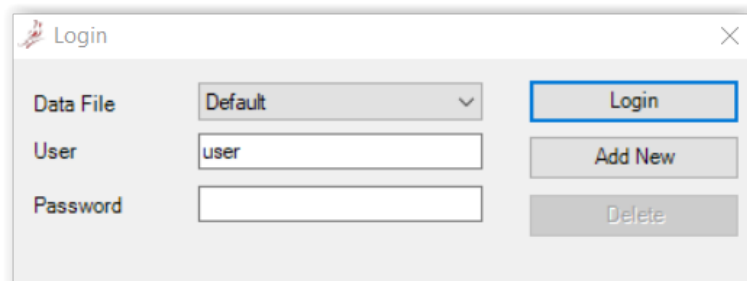 Login
Data File Default Login
User user Add New
Password Delete